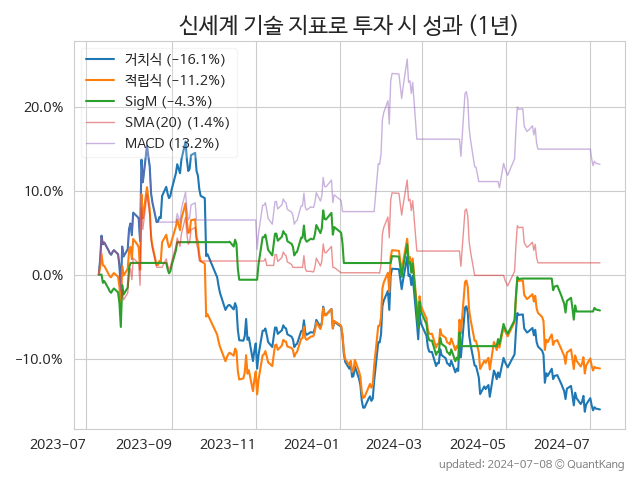 신세계 기술 지표로 투자 시 성과 (1년)
거치식 (−16.1%)
적립식 (−11.2%)
SigM (−4.3%)
SMA(20) (1.4%)
MACD (13.2%)
20.0%
10.0%
0.0%
−10.0%
2023−07
2023−09
2023−11
2024−01
2024−03
2024−05
2024−07
updated: 2024−07−08 © QuantKang